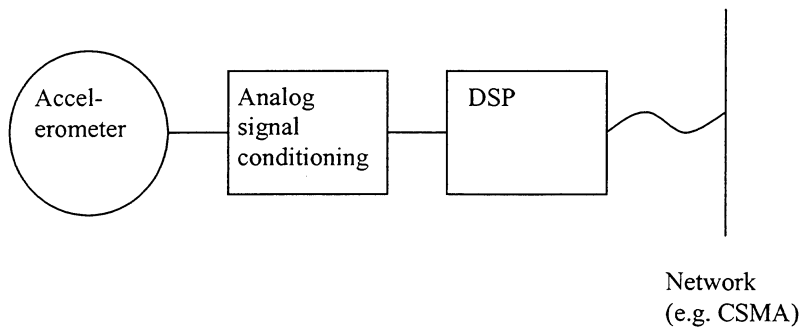 Accel-
erometer
Analog
signal
conditioning
DSP
Network
(e.g. CSMA)